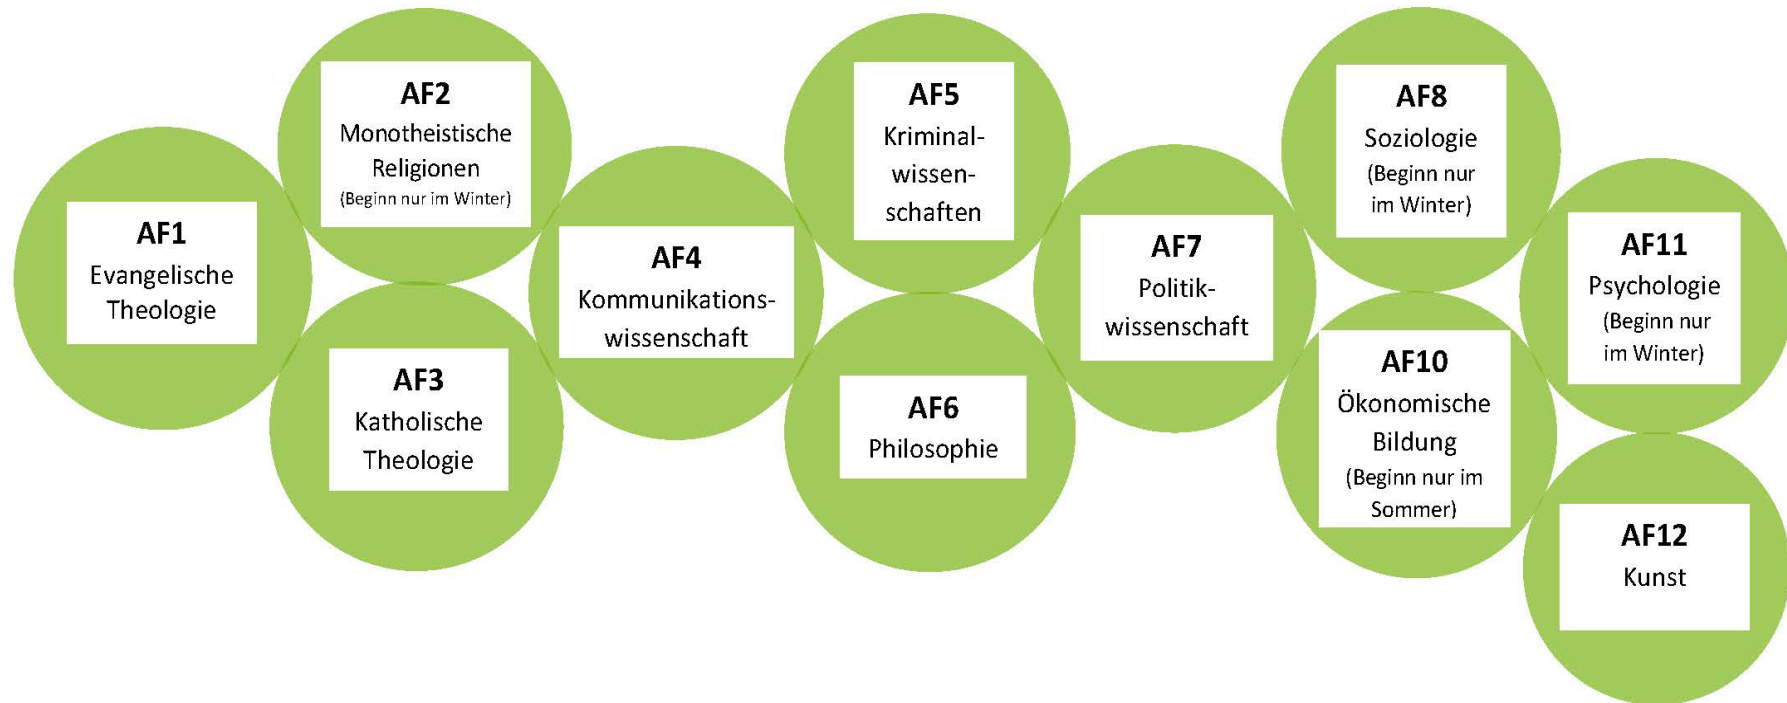 AF1
Evangelische
Theologie
AF2
Monotheistische
Religionen
(Beginn nur im Winter)
AF3
Katholische
Theologie
AF4
Kommunikations-
wissenschaft
AF5
Kriminal-
wissen-
schaften
AF6
Philosophie
AF7
Politik-
wissenschaft
AF8
Soziologie
(Beginn nur
im Winter)
AF10
Ökonomische
Bildung
(Beginn nur im
Sommer)
AF11
Psychologie
(Beginn nur
im Winter)
AF12
Kunst